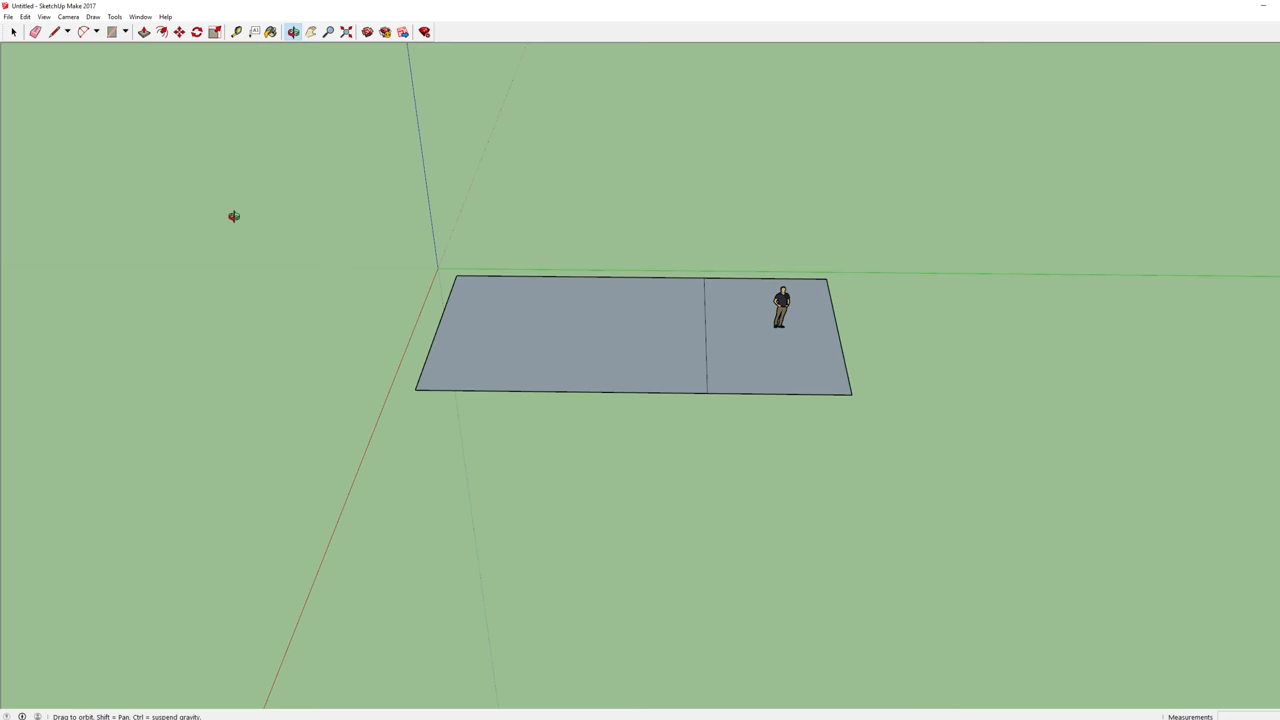 Untitled - SketchUp Make 2017
File Edit View Camera Draw Tools Window Help
Drag to orbit. Shift = Pan, Ctrl = suspend gravity.
Measurements